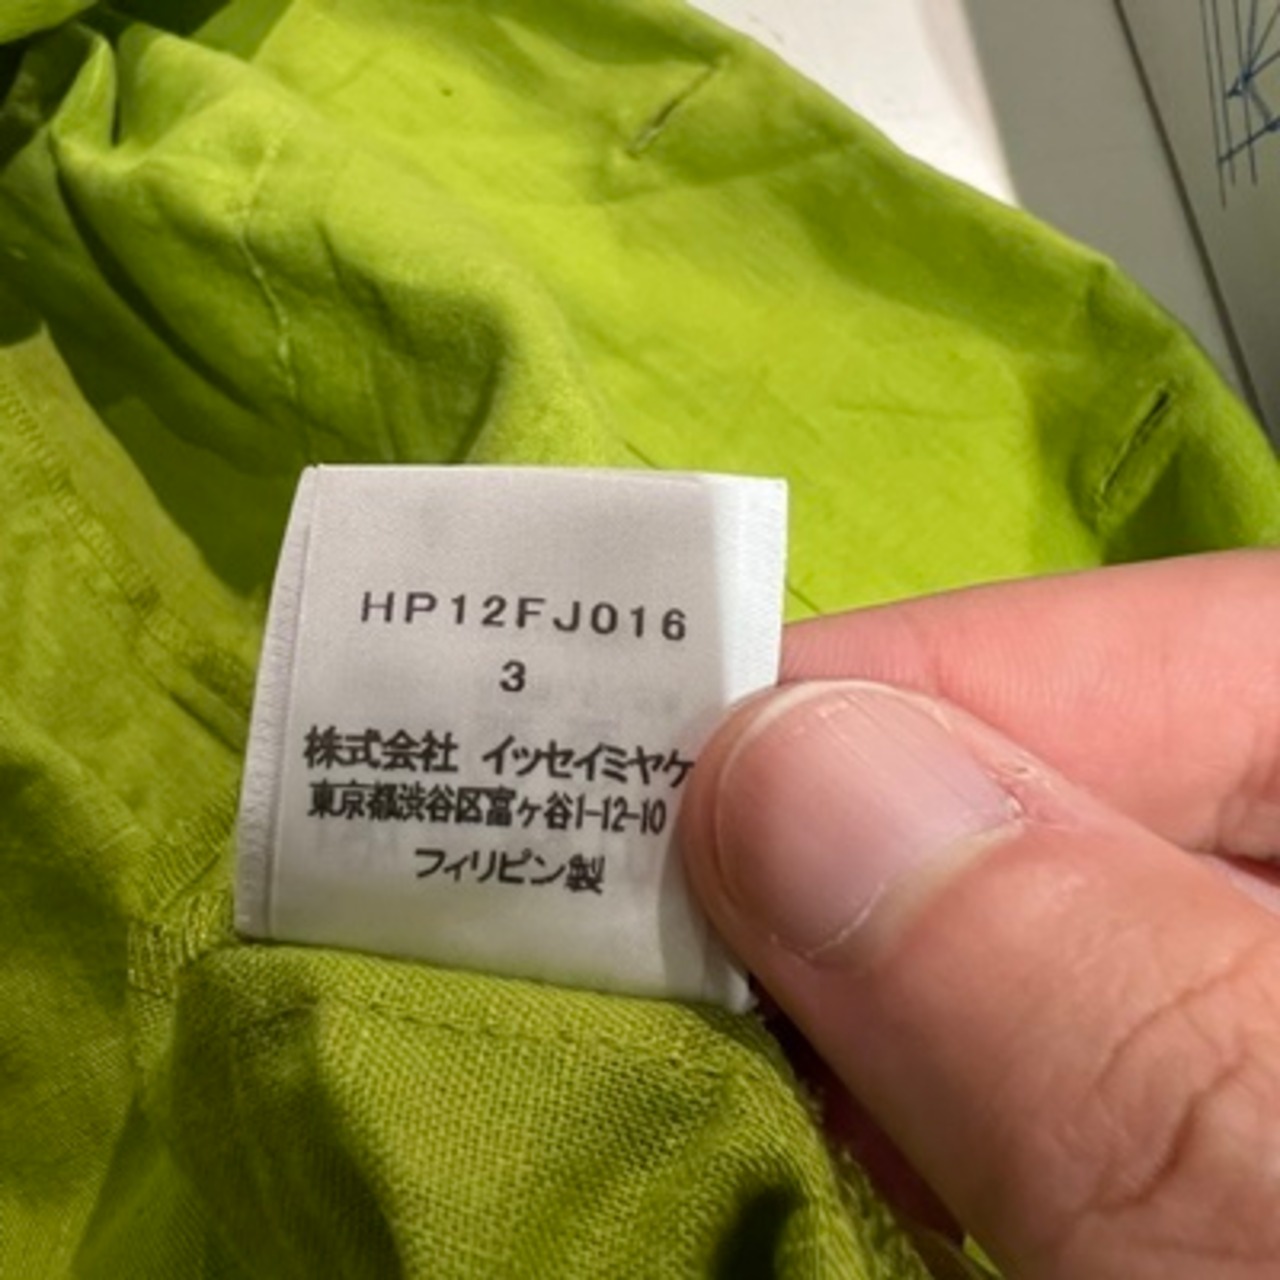 HP12FJ016
3
株式会社 イッセイミヤケ
東京都渋谷区富ヶ谷1-12-10
フィリピン製